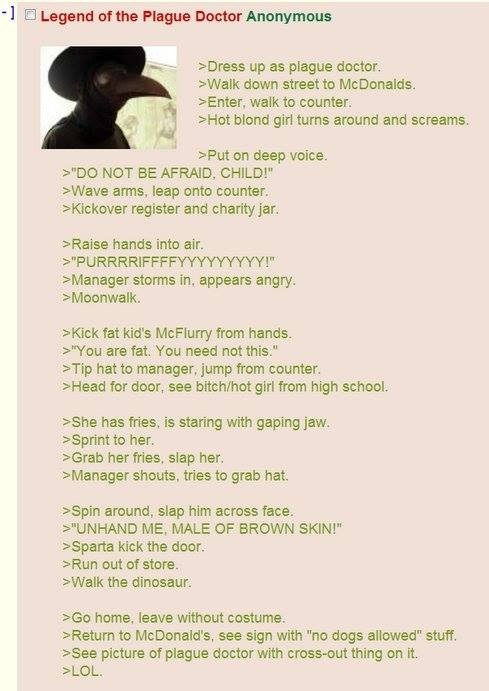 - ] Legend of the Plague Doctor Anonymous
>Dress up as plague doctor.
>Walk down street to McDonalds.
>Enter, walk to counter.
>Hot blond girl turns around and screams.
>Put on deep voice.
>"DO NOT BE AFRAID, CHILD!"
>Wave arms, leap onto counter.
>Kickover register and charity jar.
>Raise hands into air.
>"PURRRRIFFFFYYYYYYYYY!"
>Manager storms in, appears angry.
>Moonwalk.
>Kick fat kid's McFlurry from hands.
>"You are fat. You need not this."
>Tip hat to manager, jump from counter.
>Head for door, see bitch/hot girl from high school.
>She has fries, is staring with gaping jaw.
>Sprint to her.
>Grab her fries, slap her.
>Manager shouts, tries to grab hat.
>Spin around, slap him across face.
>"UNHAND ME, MALE OF BROWN SKIN!"
>Sparta kick the door.
>Run out of store.
>Walk the dinosaur.
>Go home, leave without costume.
>Return to McDonald's, see sign with "no dogs allowed" stuff.
>See picture of plague doctor with cross-out thing on it.
>LOL.